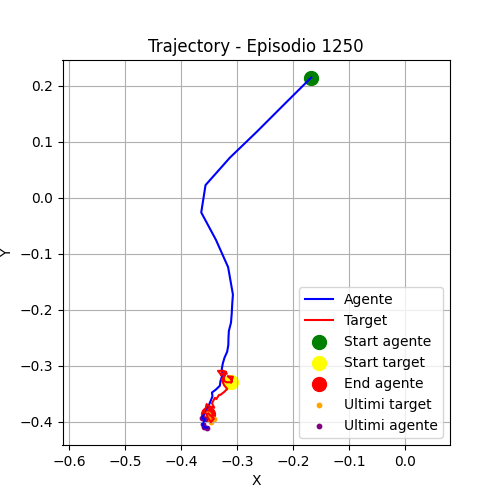 Trajectory - Episodio 1250
0.2
0.1
0.0
−0.1
−0.2
−0.3
−0.4
Y
Agente
Target
Start agente
Start target
End agente
Ultimi target
Ultimi agente
−0.6 −0.5 −0.4 −0.3 −0.2 −0.1 0.0
X